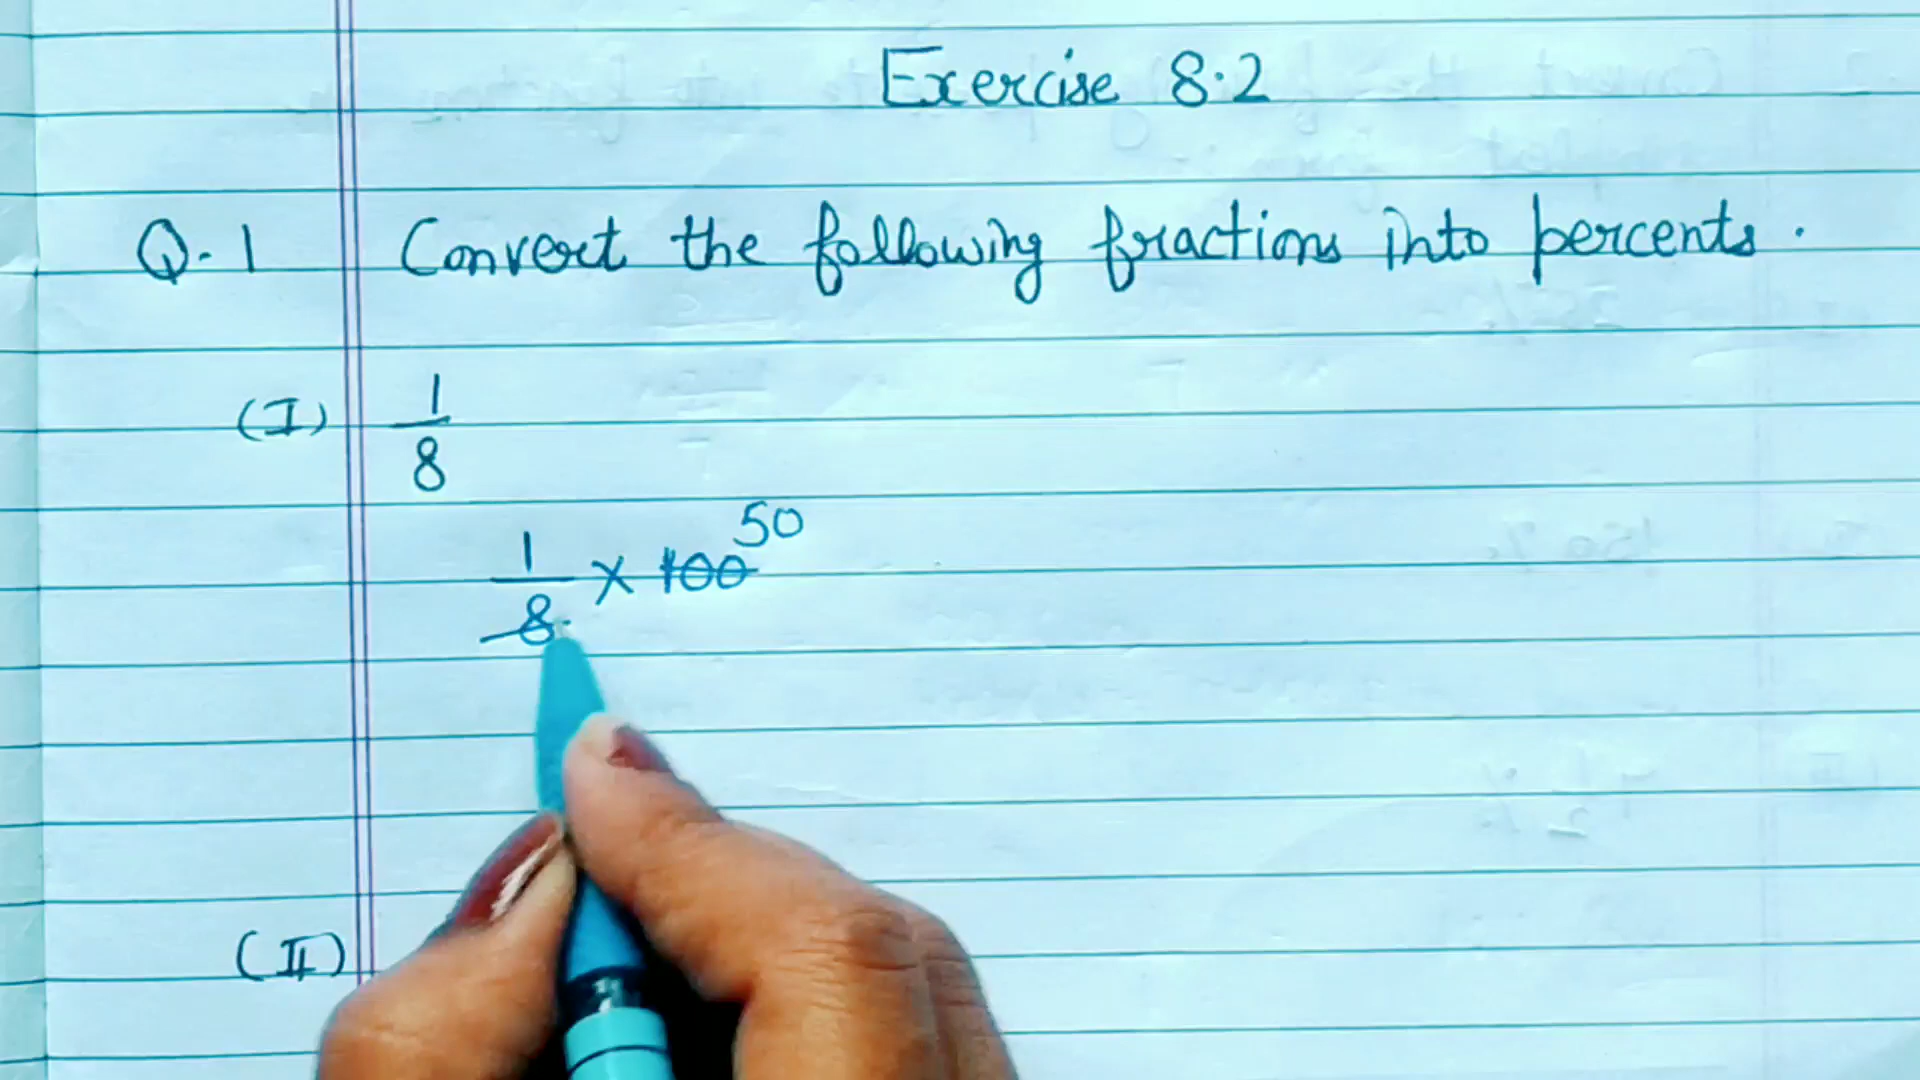 Exercise 8.2
Q.1 Convert the following fractions into percents.
(I) 1/8
1/8 × 100 50
(II)